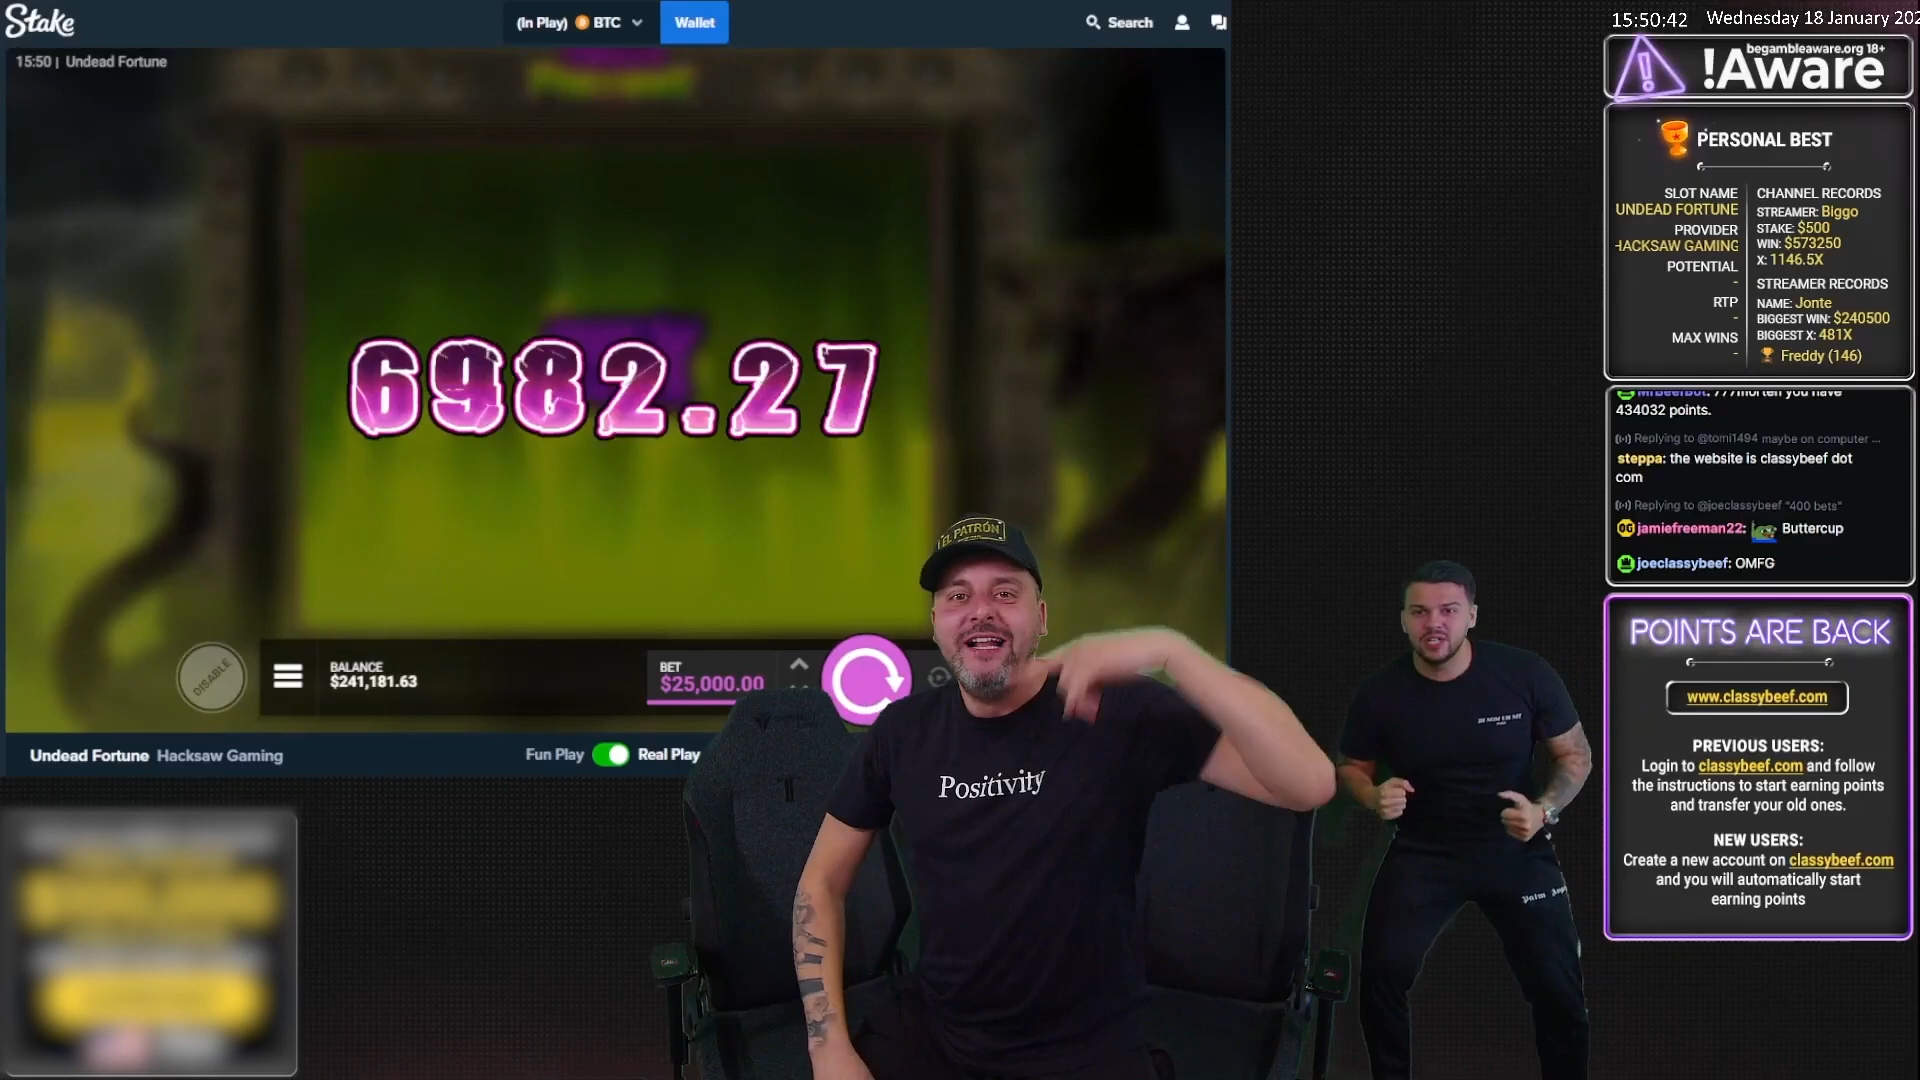 Stake
(In Play) BTC
Wallet
Search
15:50 | Undead Fortune
6982.27
DISABLE
BALANCE
$241,181.63
BET
$25,000.00
Undead Fortune Hacksaw Gaming
Fun Play Real Play
EL PATRÓN
Positivity
15:50:42 Wednesday 18 January 202
begambleaware.org 18+
!Aware
PERSONAL BEST
SLOT NAME
UNDEAD FORTUNE
PROVIDER
HACKSAW GAMING
POTENTIAL
-
RTP
-
MAX WINS
-
CHANNEL RECORDS
STREAMER: Biggo
STAKE: $500
WIN: $573250
X: 1146.5X
STREAMER RECORDS
NAME: Jonte
BIGGEST WIN: $240500
BIGGEST X: 481X
Freddy (146)
MrBeefBot: 777morten you have
434032 points.
Replying to @tomi1494 maybe on computer ...
steppa: the website is classybeef dot
com
Replying to @joeclassybeef "400 bets"
OG jamiefreeman22: Buttercup
joeclassybeef: OMFG
POINTS ARE BACK
www.classybeef.com
PREVIOUS USERS:
Login to classybeef.com and follow
the instructions to start earning points
and transfer your old ones.
NEW USERS:
Create a new account on classybeef.com
and you will automatically start
earning points